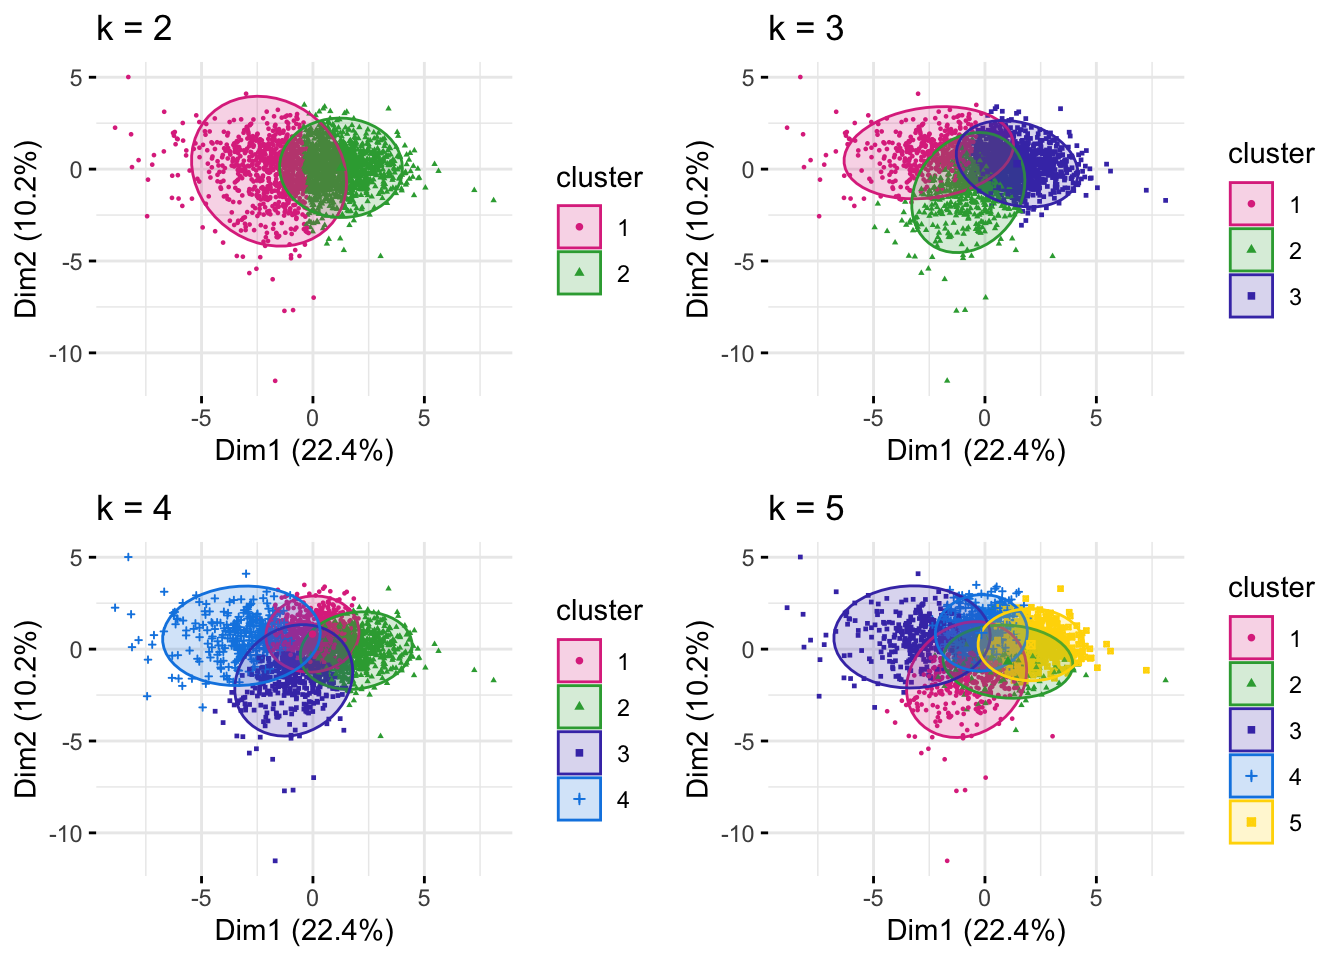 k = 2
5
0
-5
-10
Dim2 (10.2%)
-5 0 5
Dim1 (22.4%)
cluster
1
2
k = 3
5
0
-5
-10
Dim2 (10.2%)
-5 0 5
Dim1 (22.4%)
cluster
1
2
3
k = 4
5
0
-5
-10
Dim2 (10.2%)
-5 0 5
Dim1 (22.4%)
cluster
1
2
3
4
k = 5
5
0
-5
-10
Dim2 (10.2%)
-5 0 5
Dim1 (22.4%)
cluster
1
2
3
4
5